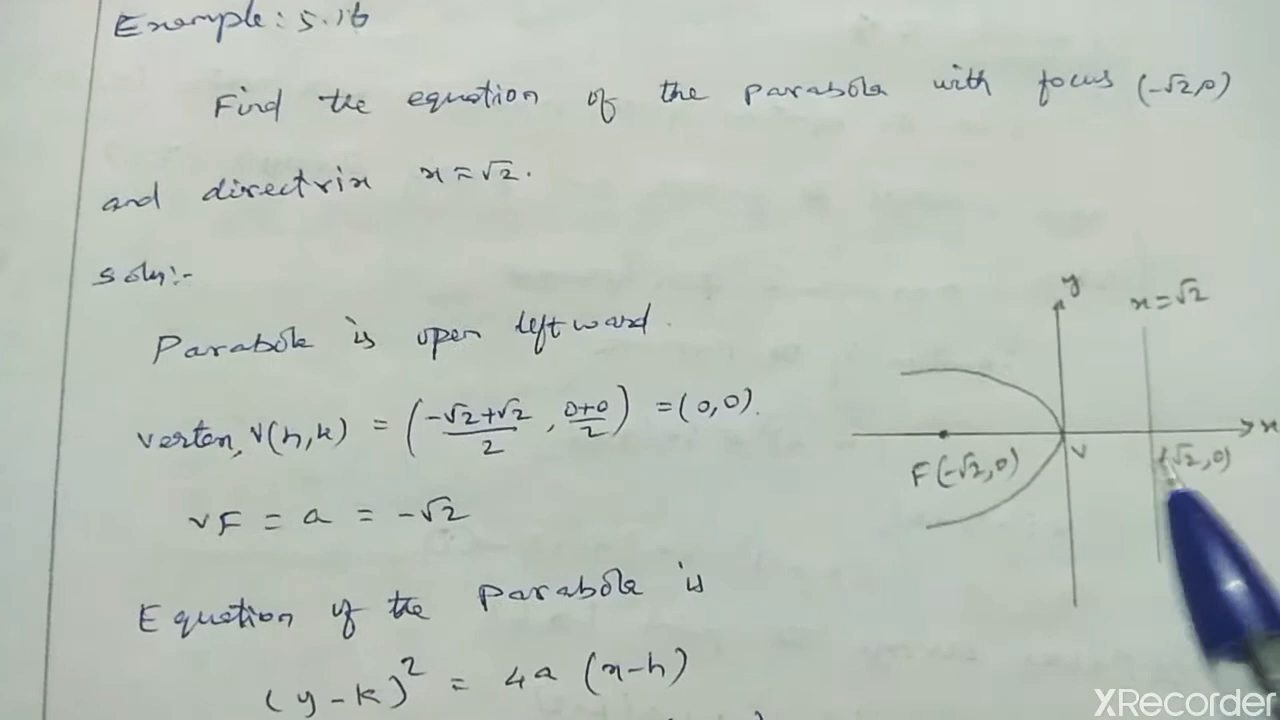 Example: 5.16
Find the equation of the parabola with focus (-√2,0)
and directrix x = √2.
Soln:-
Parabola is open leftward.
vertex, V(h,k) = (-√2+√2/2, 0+0/2) = (0,0).
VF = a = -√2
Equation of the parabola is
(y-k)² = 4a (x-h)
y
x=√2
x
F(-√2,0)
V
(√2,0)
XRecorder